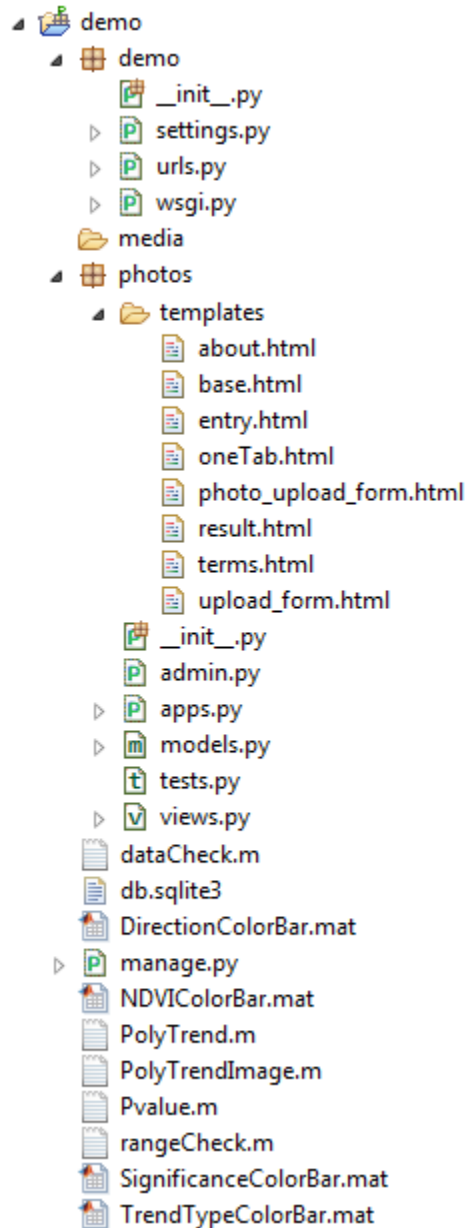 demo
demo
__init__.py
settings.py
urls.py
wsgi.py
media
photos
templates
about.html
base.html
entry.html
oneTab.html
photo_upload_form.html
result.html
terms.html
upload_form.html
__init__.py
admin.py
apps.py
models.py
tests.py
views.py
dataCheck.m
db.sqlite3
DirectionColorBar.mat
manage.py
NDVIColorBar.mat
PolyTrend.m
PolyTrendImage.m
Pvalue.m
rangeCheck.m
SignificanceColorBar.mat
TrendTypeColorBar.mat